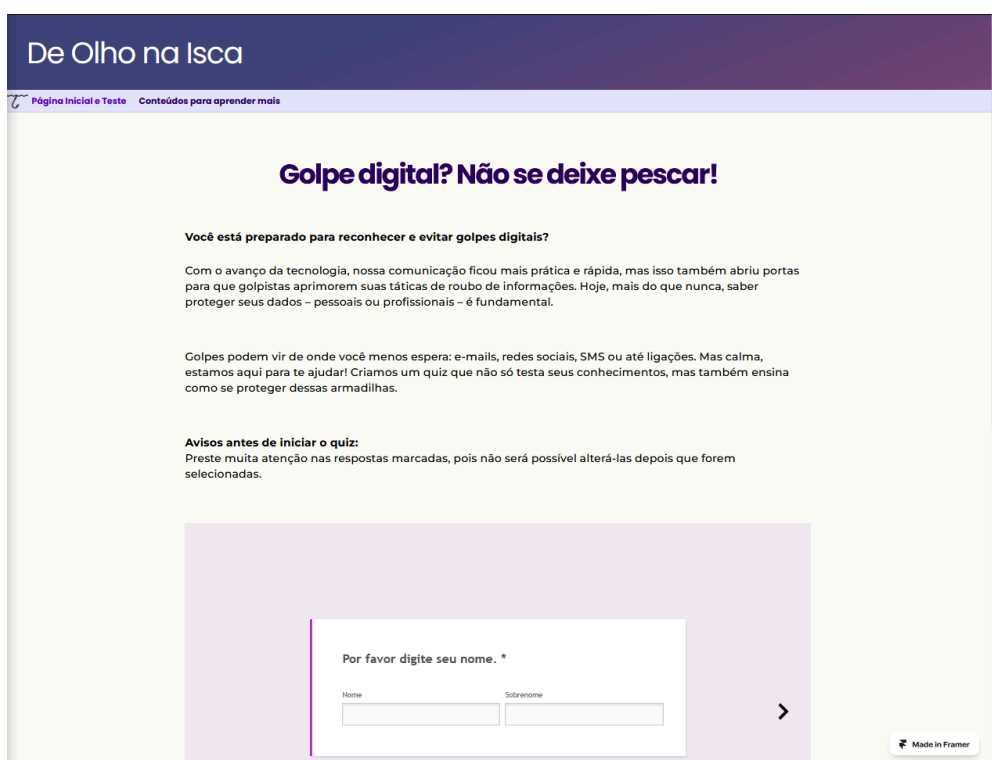 De Olho na Isca
Página Inicial e Teste Conteúdos para aprender mais
Golpe digital? Não se deixe pescar!
Você está preparado para reconhecer e evitar golpes digitais?
Com o avanço da tecnologia, nossa comunicação ficou mais prática e rápida, mas isso também abriu portas
para que golpistas aprimorem suas táticas de roubo de informações. Hoje, mais do que nunca, saber
proteger seus dados – pessoais ou profissionais – é fundamental.
Golpes podem vir de onde você menos espera: e-mails, redes sociais, SMS ou até ligações. Mas calma,
estamos aqui para te ajudar! Criamos um quiz que não só testa seus conhecimentos, mas também ensina
como se proteger dessas armadilhas.
Avisos antes de iniciar o quiz:
Preste muita atenção nas respostas marcadas, pois não será possível alterá-las depois que forem
selecionadas.
Por favor digite seu nome. *
Nome Sobrenome
Made in Framer